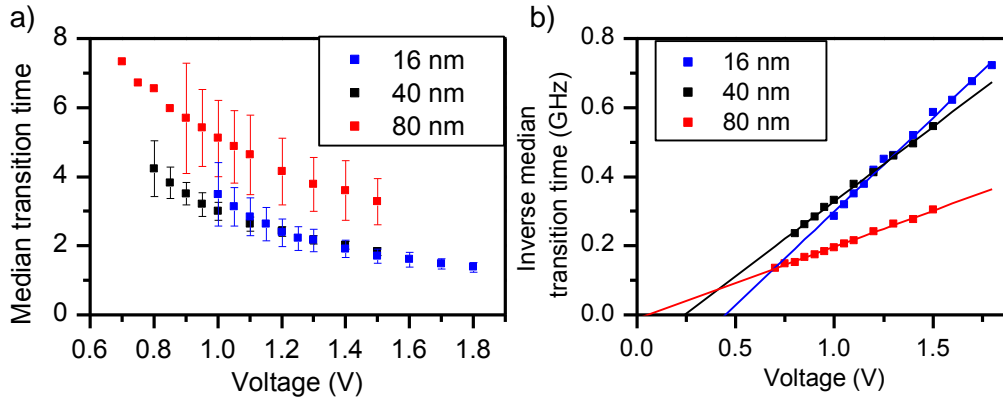 a)
Median transition time
8
6
4
2
0
0.6 0.8 1.0 1.2 1.4 1.6 1.8
Voltage (V)
16 nm
40 nm
80 nm
b)
Inverse median
transition time (GHz)
0.8
0.6
0.4
0.2
0.0
0.0 0.5 1.0 1.5
Voltage (V)
16 nm
40 nm
80 nm